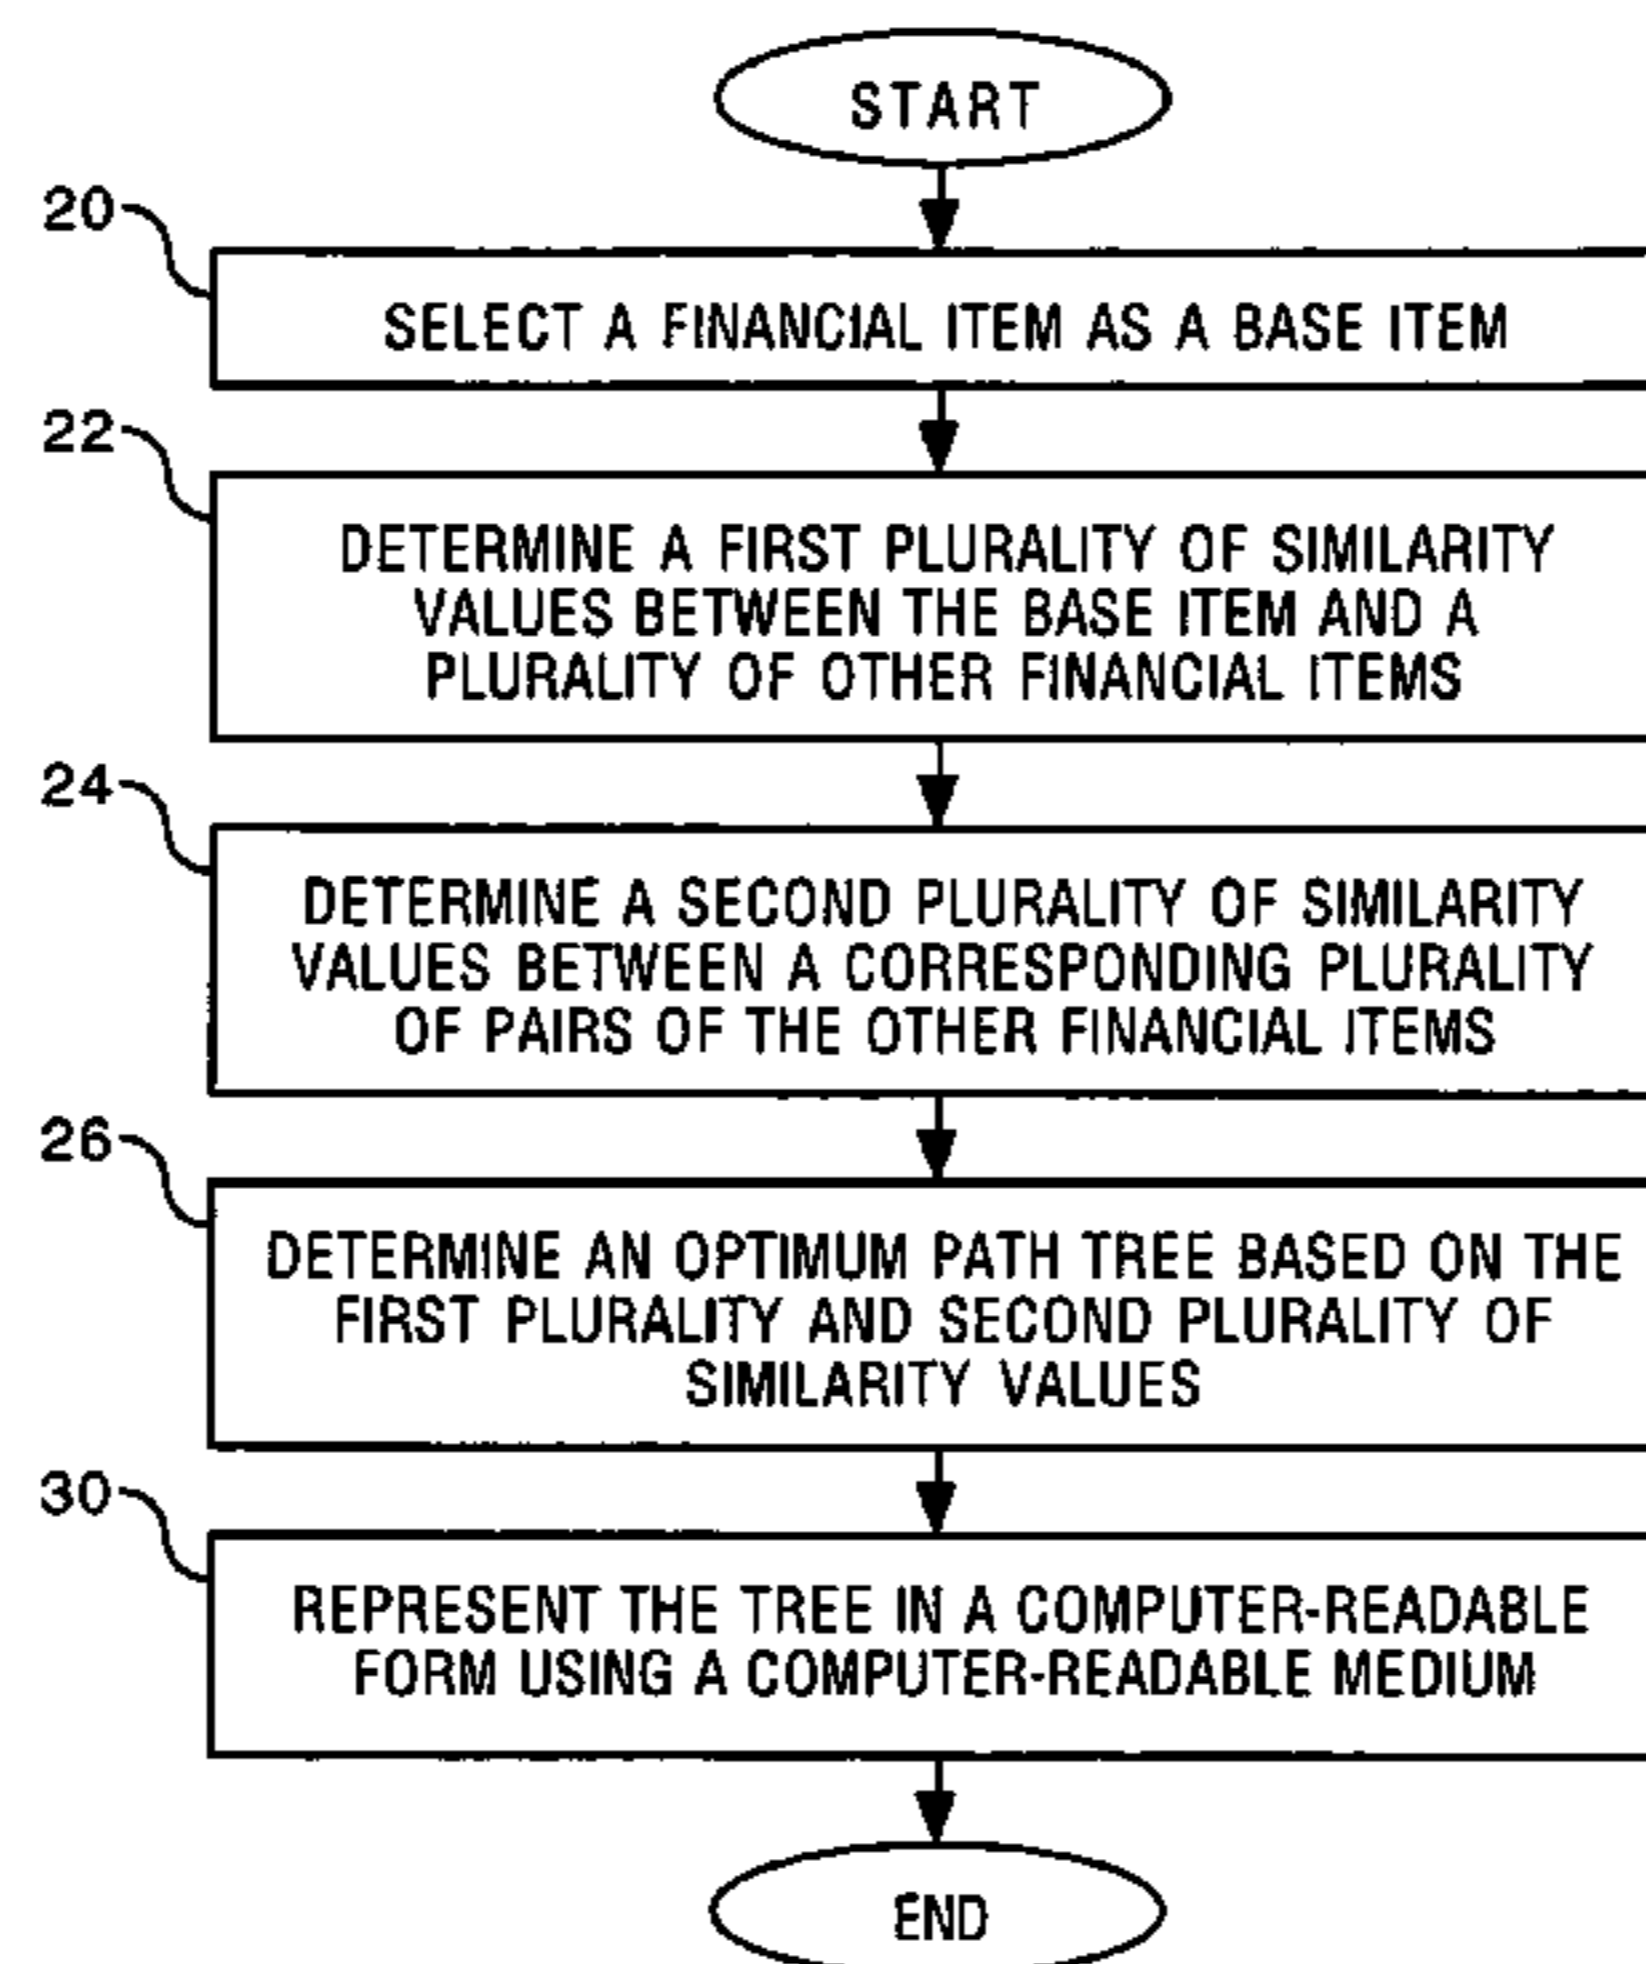 START
20
SELECT A FINANCIAL ITEM AS A BASE ITEM
22
DETERMINE A FIRST PLURALITY OF SIMILARITY
VALUES BETWEEN THE BASE ITEM AND A
PLURALITY OF OTHER FINANCIAL ITEMS
24
DETERMINE A SECOND PLURALITY OF SIMILARITY
VALUES BETWEEN A CORRESPONDING PLURALITY
OF PAIRS OF THE OTHER FINANCIAL ITEMS
26
DETERMINE AN OPTIMUM PATH TREE BASED ON THE
FIRST PLURALITY AND SECOND PLURALITY OF
SIMILARITY VALUES
30
REPRESENT THE TREE IN A COMPUTER-READABLE
FORM USING A COMPUTER-READABLE MEDIUM
END